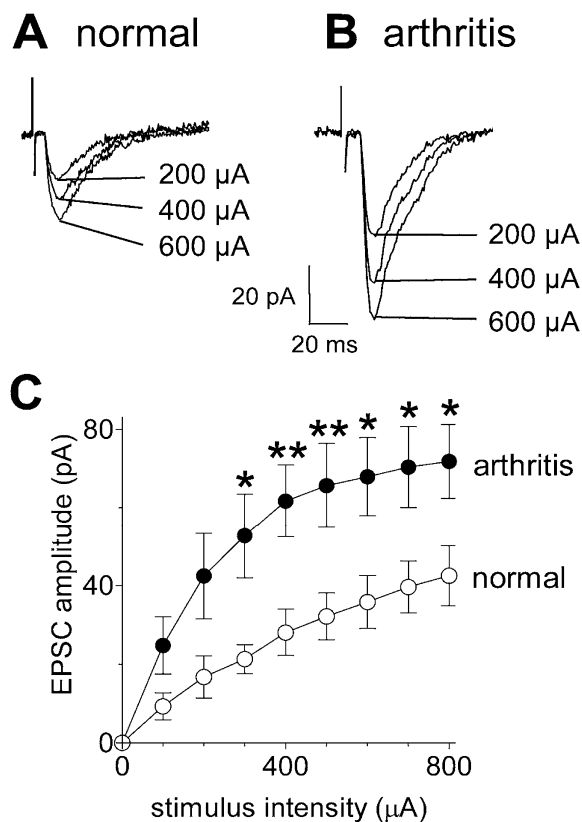 A normal
B arthritis
200 µA
400 µA
600 µA
200 µA
400 µA
600 µA
20 pA
20 ms
C
EPSC amplitude (pA)
80
40
0
*
**
**
*
*
*
arthritis
normal
0
400
800
stimulus intensity (µA)